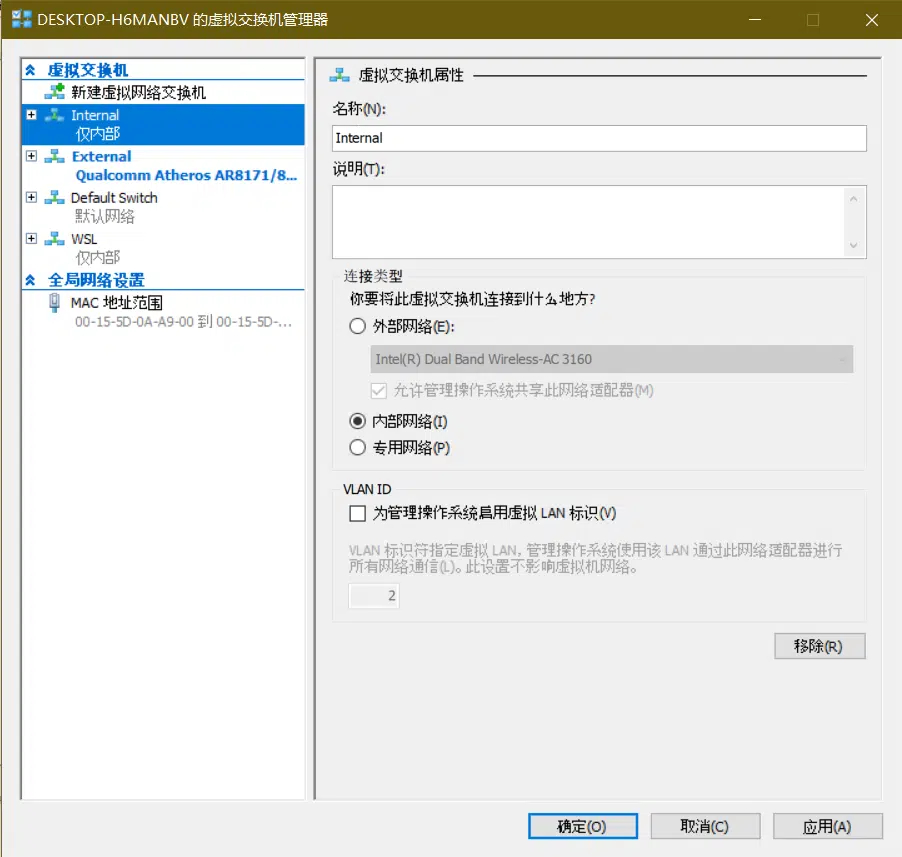 DESKTOP-H6MANBV 的虚拟交换机管理器
虚拟交换机
新建虚拟网络交换机
Internal
仅内部
External
Qualcomm Atheros AR8171/8...
Default Switch
默认网络
WSL
仅内部
全局网络设置
MAC 地址范围
00-15-5D-0A-A9-00 到 00-15-5D-...
虚拟交换机属性
名称(N):
Internal
说明(T):
连接类型
你要将此虚拟交换机连接到什么地方?
外部网络(E):
Intel(R) Dual Band Wireless-AC 3160
允许管理操作系统共享此网络适配器(M)
内部网络(I)
专用网络(P)
VLAN ID
为管理操作系统启用虚拟 LAN 标识(V)
VLAN 标识符指定虚拟 LAN, 管理操作系统使用该 LAN 通过此网络适配器进行
所有网络通信(L)。此设置不影响虚拟机网络。
2
移除(R)
确定(O)
取消(C)
应用(A)